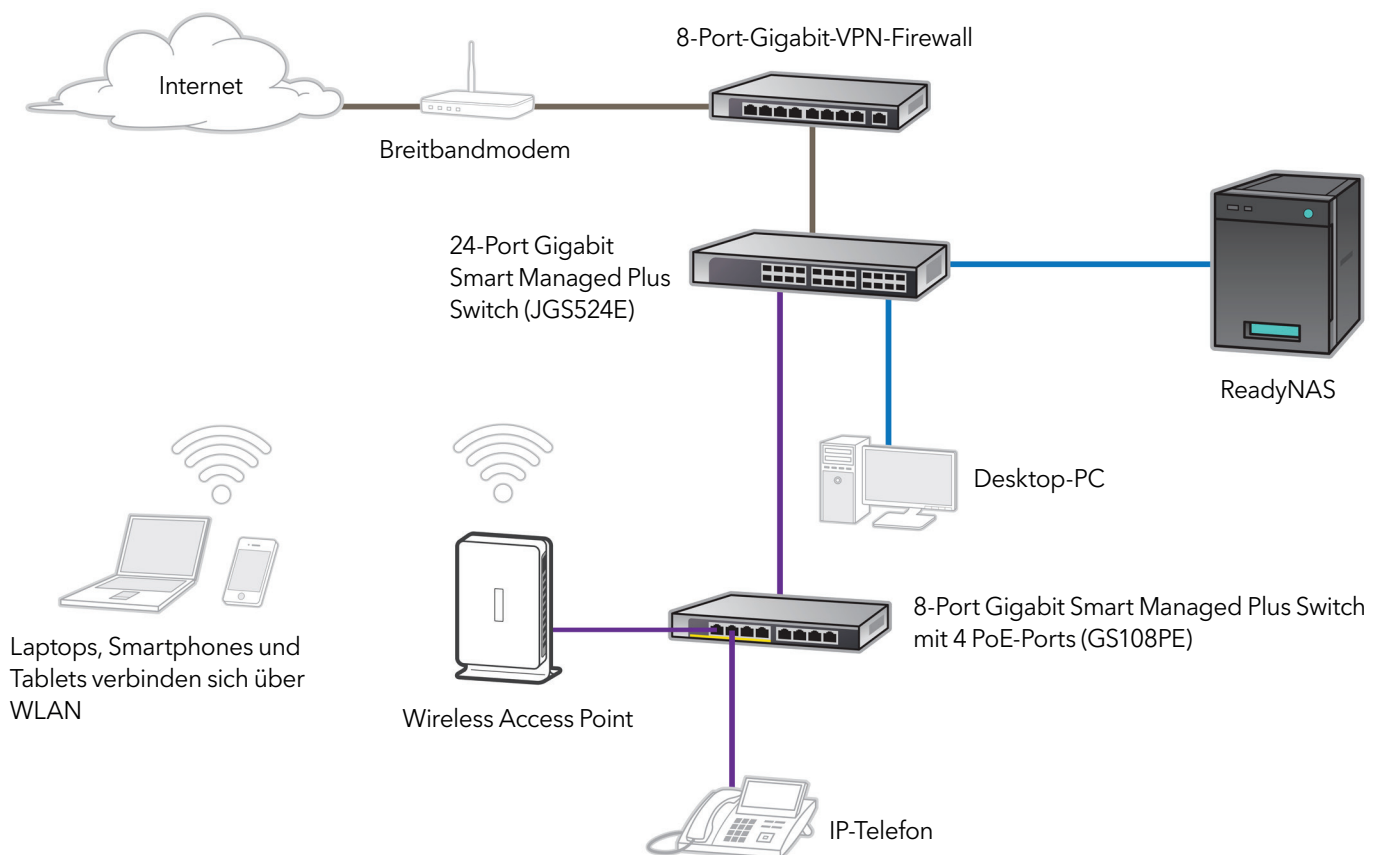 8-Port-Gigabit-VPN-Firewall
Internet
Breitbandmodem
24-Port Gigabit
Smart Managed Plus
Switch (JGS524E)
ReadyNAS
Desktop-PC
8-Port Gigabit Smart Managed Plus Switch
mit 4 PoE-Ports (GS108PE)
Laptops, Smartphones und
Tablets verbinden sich über
WLAN
Wireless Access Point
IP-Telefon